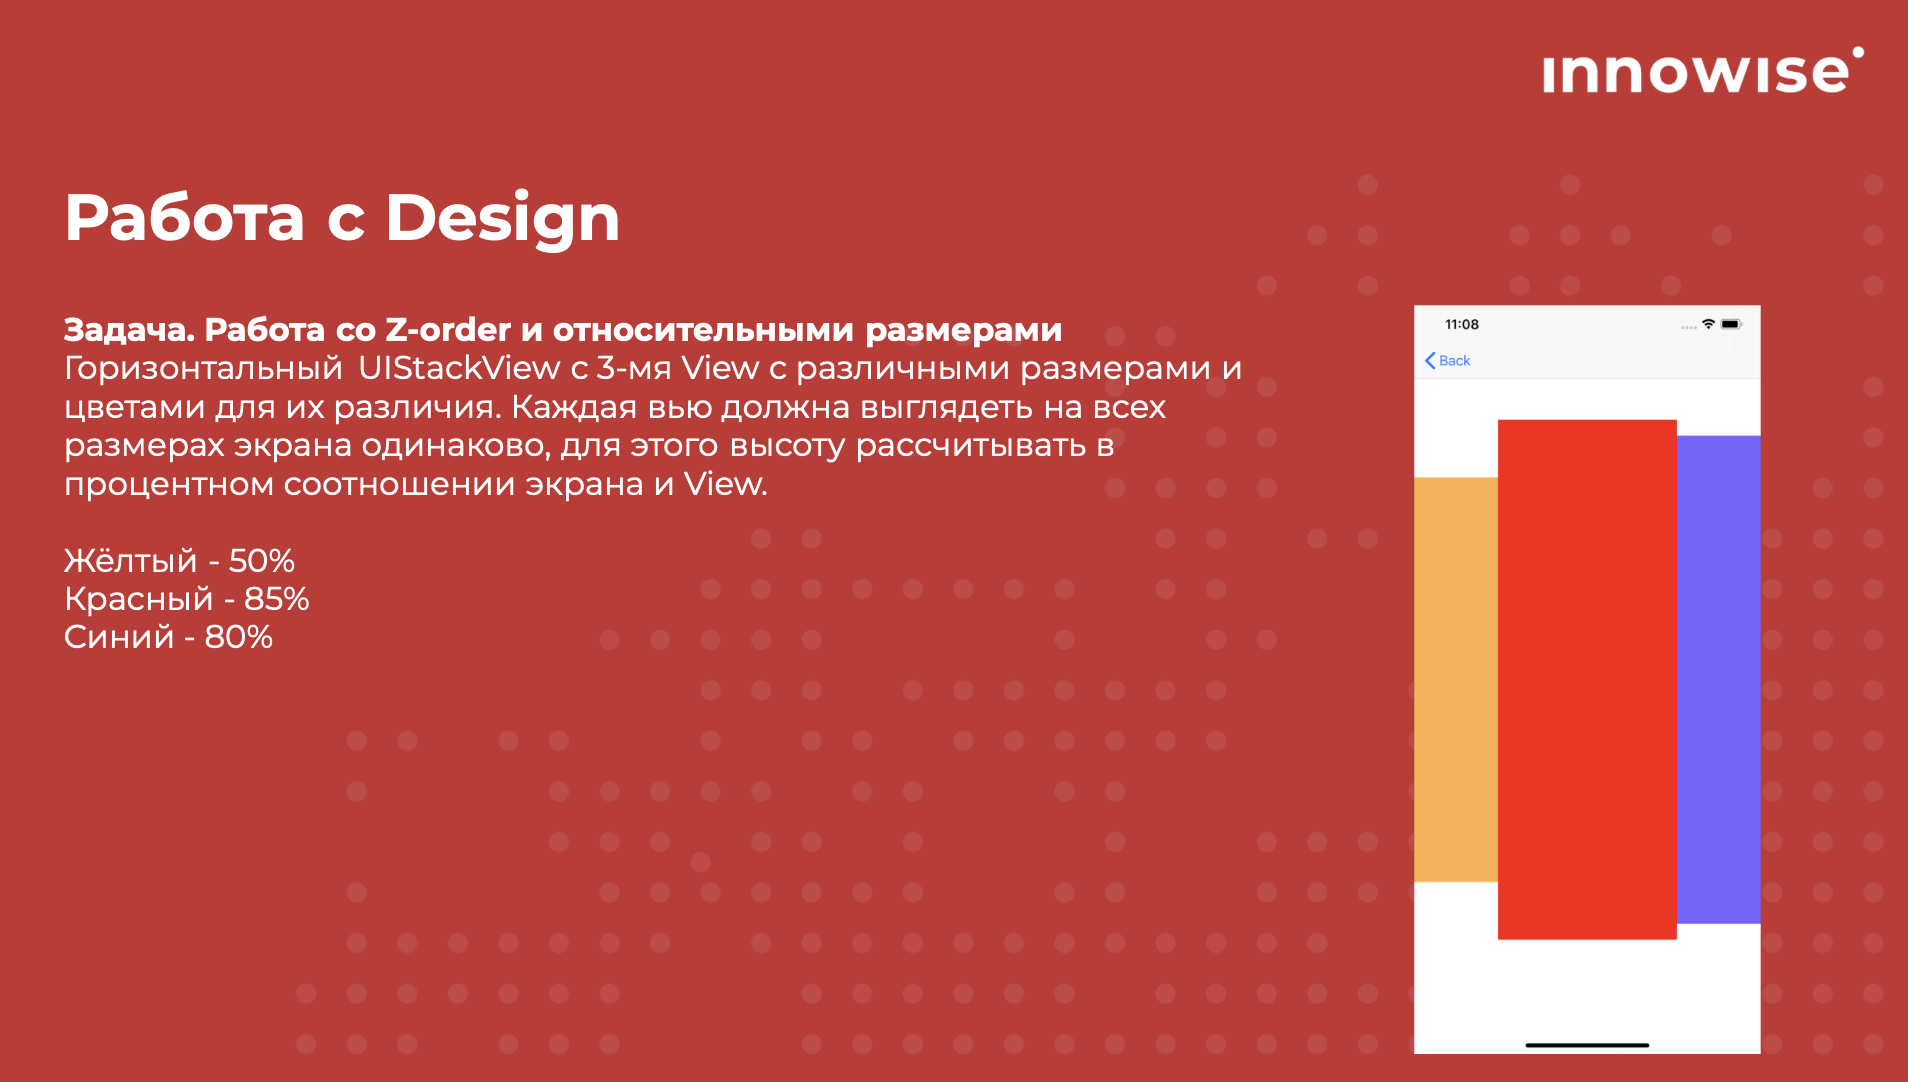 innowise
Работа с Design
Задача. Работа со Z-order и относительными размерами
Горизонтальный UIStackView с 3-мя View с различными размерами и
цветами для их различия. Каждая вью должна выглядеть на всех
размерах экрана одинаково, для этого высоту рассчитывать в
процентном соотношении экрана и View.
Жёлтый - 50%
Красный - 85%
Синий - 80%
11:08
Back